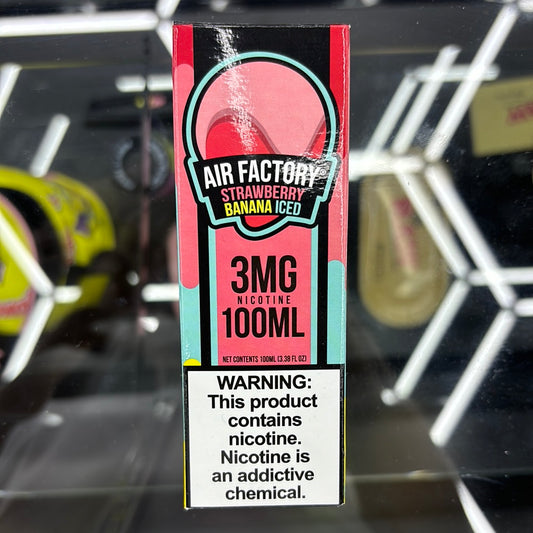 AIR FACTORY
STRAWBERRY
BANANA ICED
3MG
NICOTINE
100ML
NET CONTENTS 100ML (3.38 FL OZ)
WARNING:
This product
contains
nicotine.
Nicotine is
an addictive
chemical.